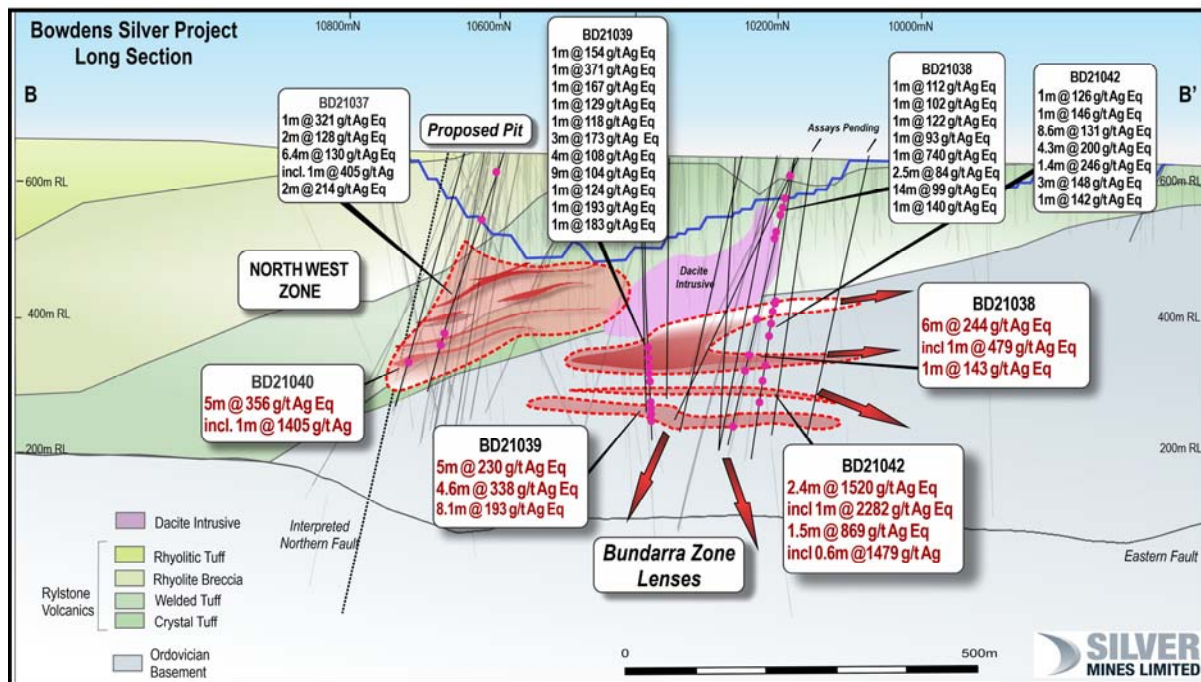 Bowdens Silver Project
Long Section
10800mN
10600mN
10200mN
10000mN
B
B'
BD21037
1m @ 321 g/t Ag Eq
2m @ 128 g/t Ag Eq
6.4m @ 130 g/t Ag Eq
incl. 1m @ 405 g/t Ag
2m @ 214 g/t Ag Eq
Proposed Pit
BD21039
1m @ 154 g/t Ag Eq
1m @ 371 g/t Ag Eq
1m @ 167 g/t Ag Eq
1m @ 129 g/t Ag Eq
1m @ 118 g/t Ag Eq
3m @ 173 g/t Ag Eq
4m @ 108 g/t Ag Eq
9m @ 104 g/t Ag Eq
1m @ 124 g/t Ag Eq
1m @ 193 g/t Ag Eq
1m @ 183 g/t Ag Eq
Assays Pending
BD21038
1m @ 112 g/t Ag Eq
1m @ 102 g/t Ag Eq
1m @ 122 g/t Ag Eq
1m @ 93 g/t Ag Eq
1m @ 740 g/t Ag Eq
2.5m @ 84 g/t Ag Eq
14m @ 99 g/t Ag Eq
1m @ 140 g/t Ag Eq
BD21042
1m @ 126 g/t Ag Eq
1m @ 146 g/t Ag Eq
8.6m @ 131 g/t Ag Eq
4.3m @ 200 g/t Ag Eq
1.4m @ 246 g/t Ag Eq
3m @ 148 g/t Ag Eq
1m @ 142 g/t Ag Eq
600m RL
600m RL
NORTH WEST
ZONE
Dacite
Intrusive
400m RL
400m RL
BD21038
6m @ 244 g/t Ag Eq
incl 1m @ 479 g/t Ag Eq
1m @ 143 g/t Ag Eq
BD21040
5m @ 356 g/t Ag Eq
incl. 1m @ 1405 g/t Ag
200m RL
200m RL
BD21039
5m @ 230 g/t Ag Eq
4.6m @ 338 g/t Ag Eq
8.1m @ 193 g/t Ag Eq
BD21042
2.4m @ 1520 g/t Ag Eq
incl 1m @ 2282 g/t Ag Eq
1.5m @ 869 g/t Ag Eq
incl 0.6m @ 1479 g/t Ag
Interpreted
Northern Fault
Bundarra Zone
Lenses
Eastern Fault
Dacite Intrusive
Rylstone
Volcanics
Rhyolitic Tuff
Rhyolite Breccia
Welded Tuff
Crystal Tuff
Ordovician
Basement
0
500m
SILVER
MINES LIMITED